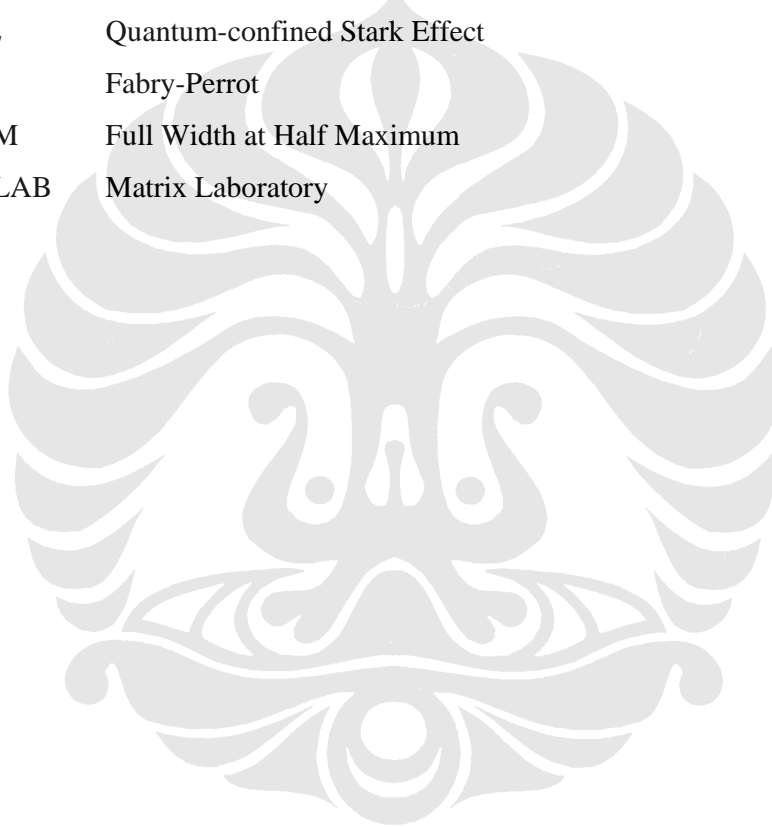 Quantum-confined Stark Effect
Fabry-Perrot
M Full Width at Half Maximum
LAB Matrix Laboratory